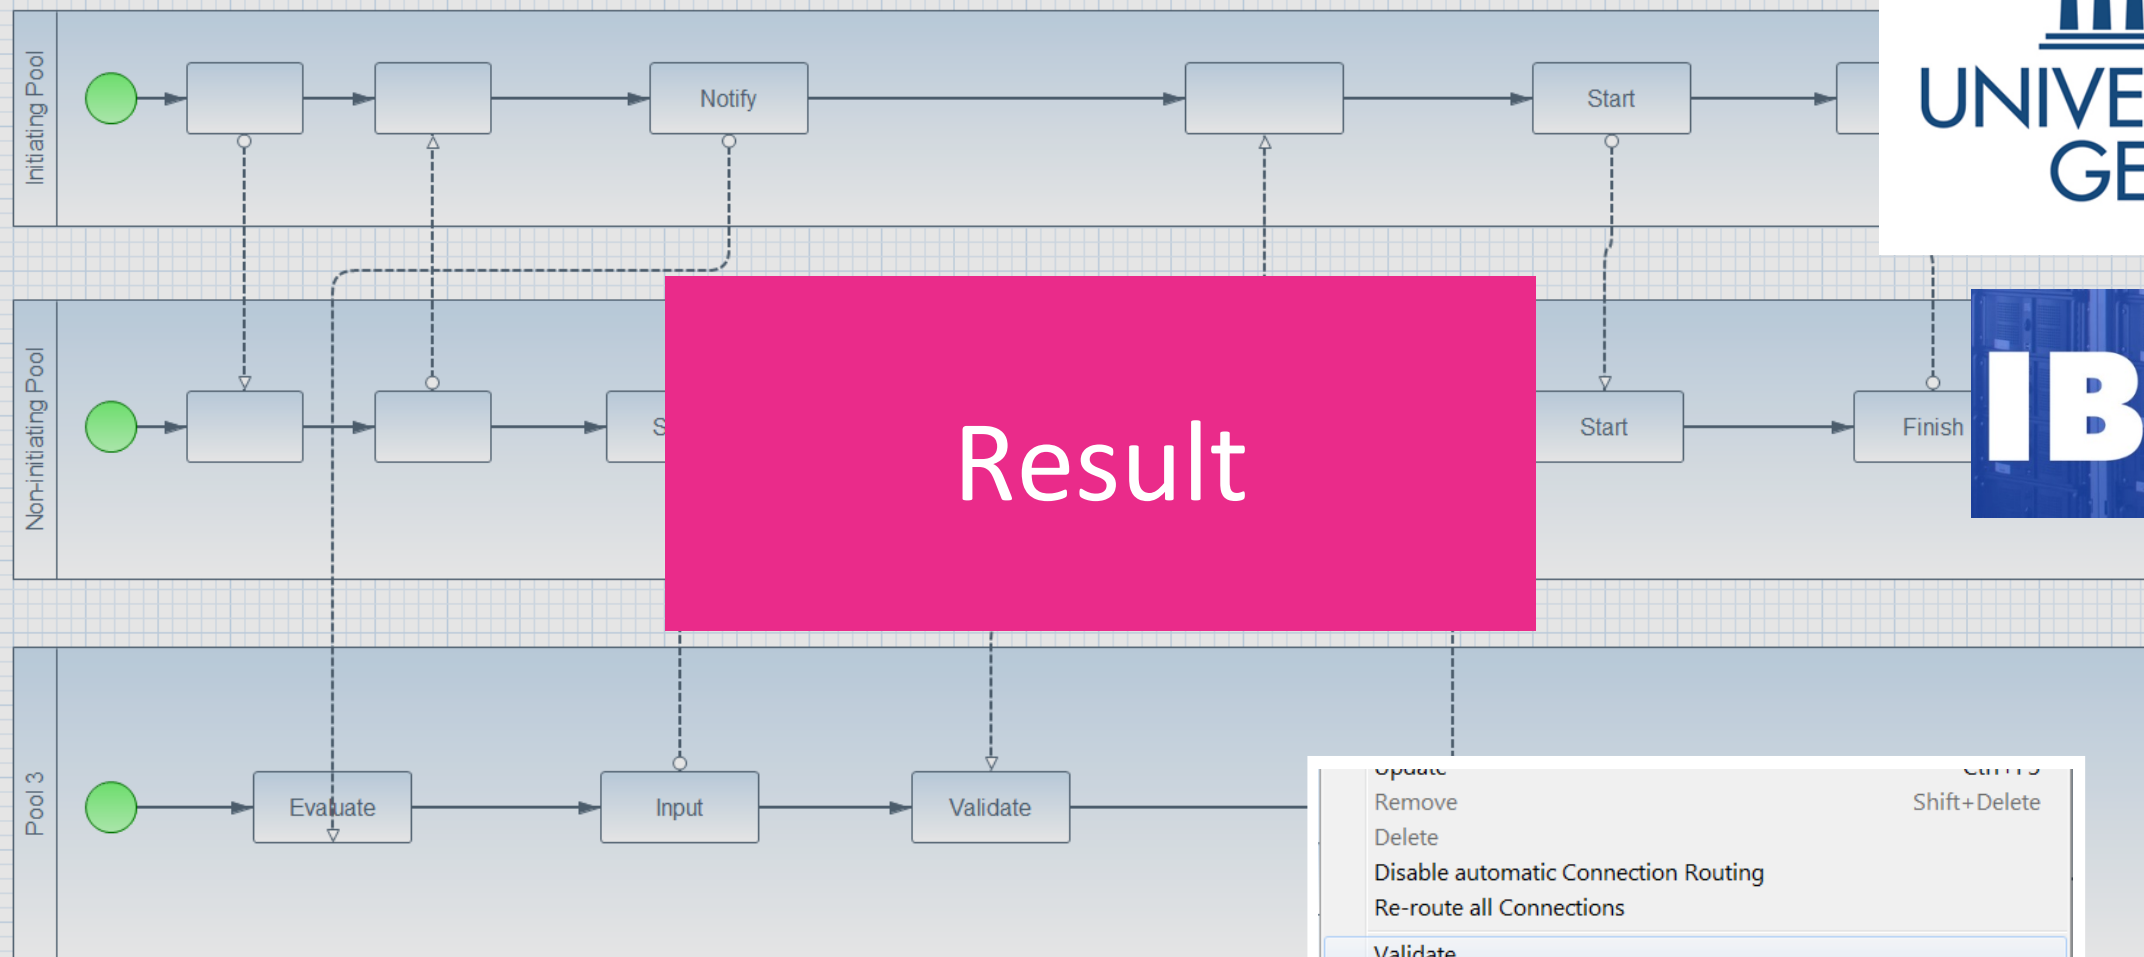 Initiating Pool
Notify
Start
UNIVE
GE
Non-initiating Pool
S
Result
Start
Finish
IB
Pool 3
Evaluate
Input
Validate
Update
Remove Shift+Delete
Delete
Disable automatic Connection Routing
Re-route all Connections
Validate